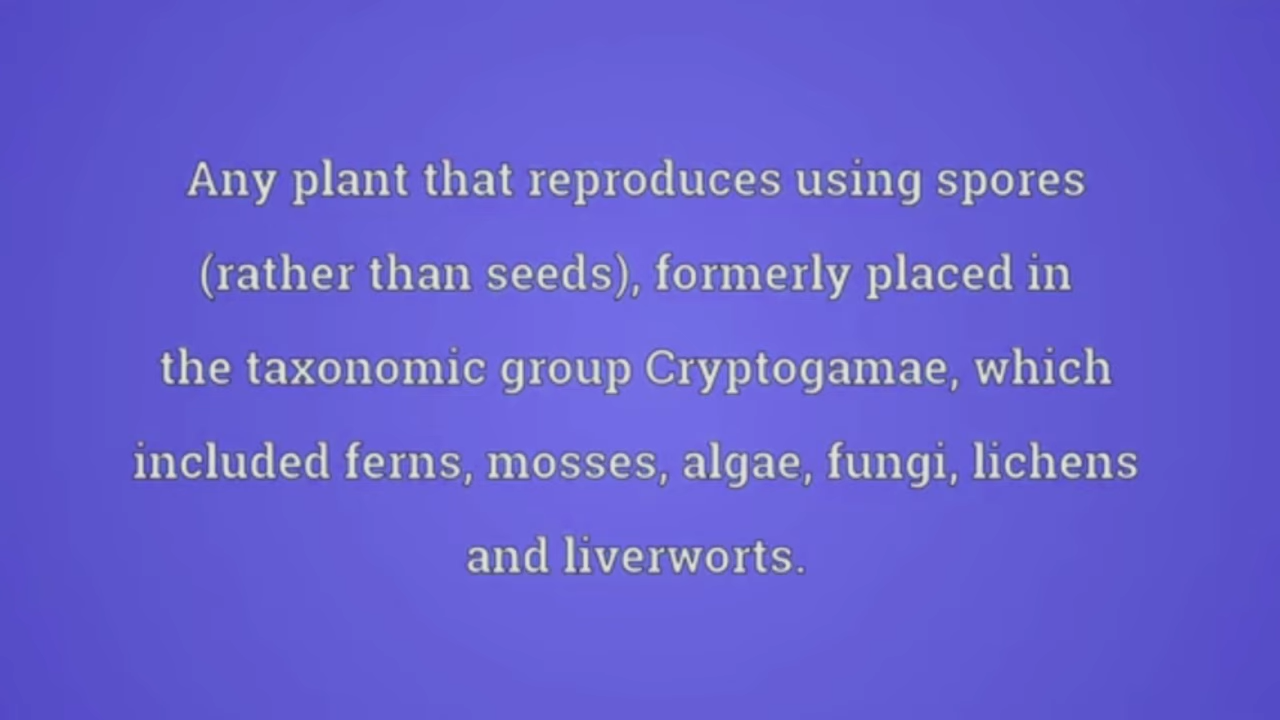 Any plant that reproduces using spores
(rather than seeds), formerly placed in
the taxonomic group Cryptogamae, which
included ferns, mosses, algae, fungi, lichens
and liverworts.